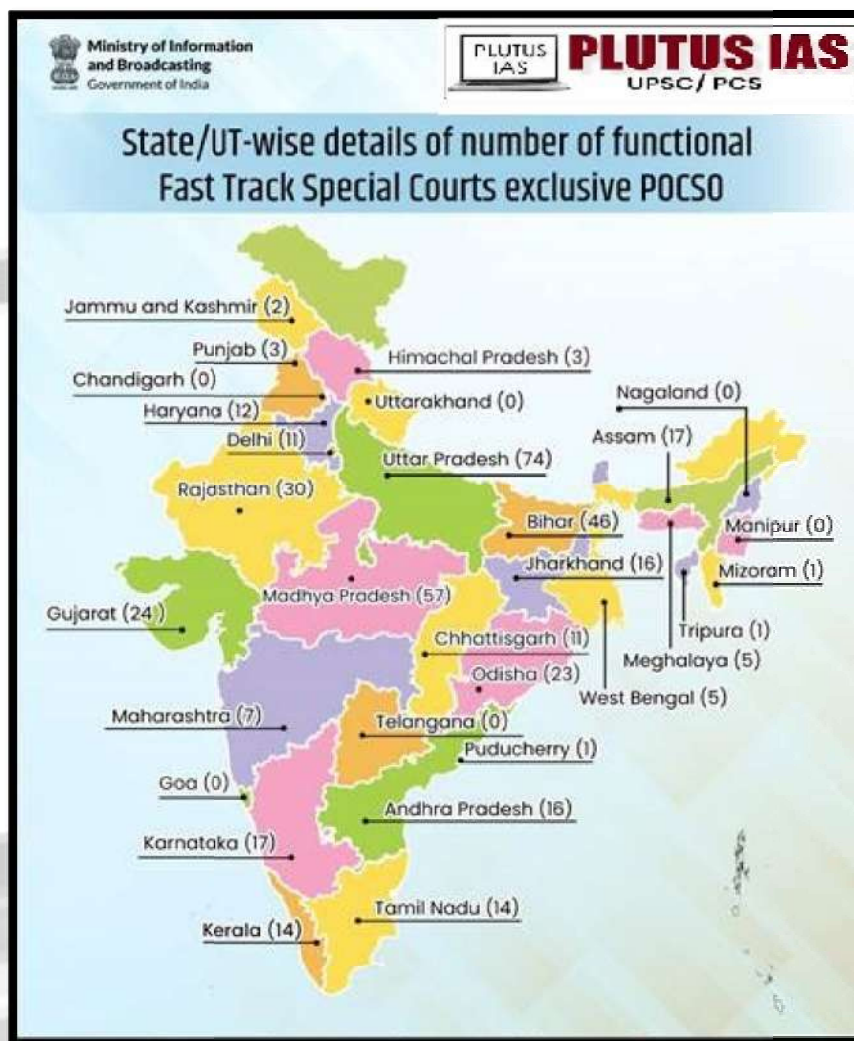 Ministry of Information
and Broadcasting
Government of India
PLUTUS
IAS
PLUTUS IAS
UPSC/ PCS
State/UT-wise details of number of functional
Fast Track Special Courts exclusive POCSO
Jammu and Kashmir (2)
Punjab (3)
Himachal Pradesh (3)
Chandigarh (0)
Uttarakhand (0)
Nagaland (0)
Haryana (12)
Delhi (11)
Assam (17)
Uttar Pradesh (74)
Rajasthan (30)
Bihar (46)
Manipur (0)
Jharkhand (16)
Mizoram (1)
Madhya Pradesh (57)
Gujarat (24)
Tripura (1)
Chhattisgarh (11)
Meghalaya (5)
Odisha (23)
West Bengal (5)
Maharashtra (7)
Telangana (0)
Puducherry (1)
Goa (0)
Andhra Pradesh (16)
Karnataka (17)
Tamil Nadu (14)
Kerala (14)